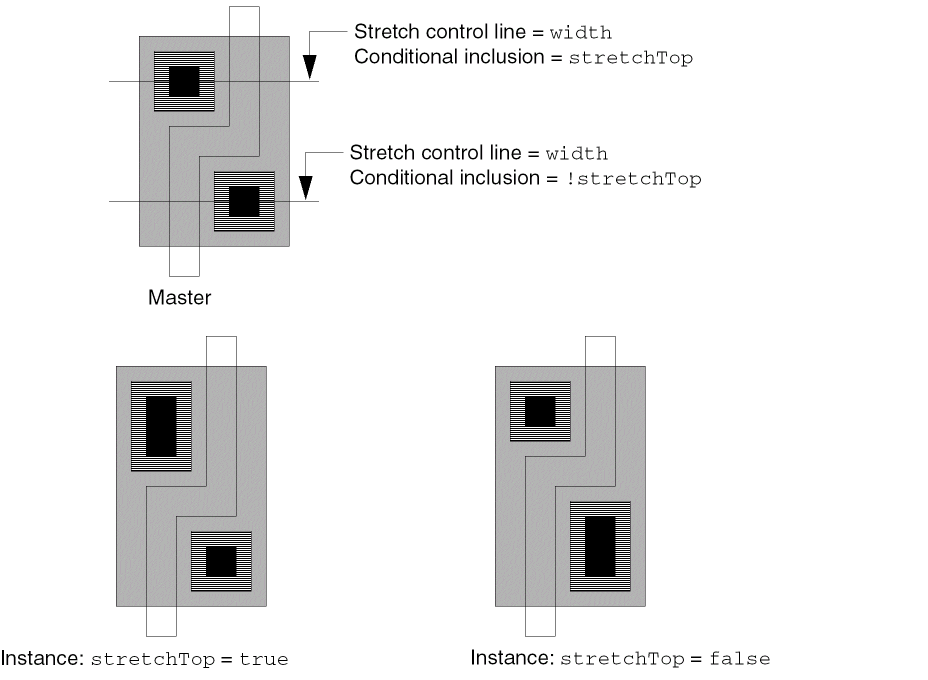 Stretch control line = width
Conditional inclusion = stretchTop
Stretch control line = width
Conditional inclusion = !stretchTop
Master
Instance: stretchTop = true
Instance: stretchTop = false